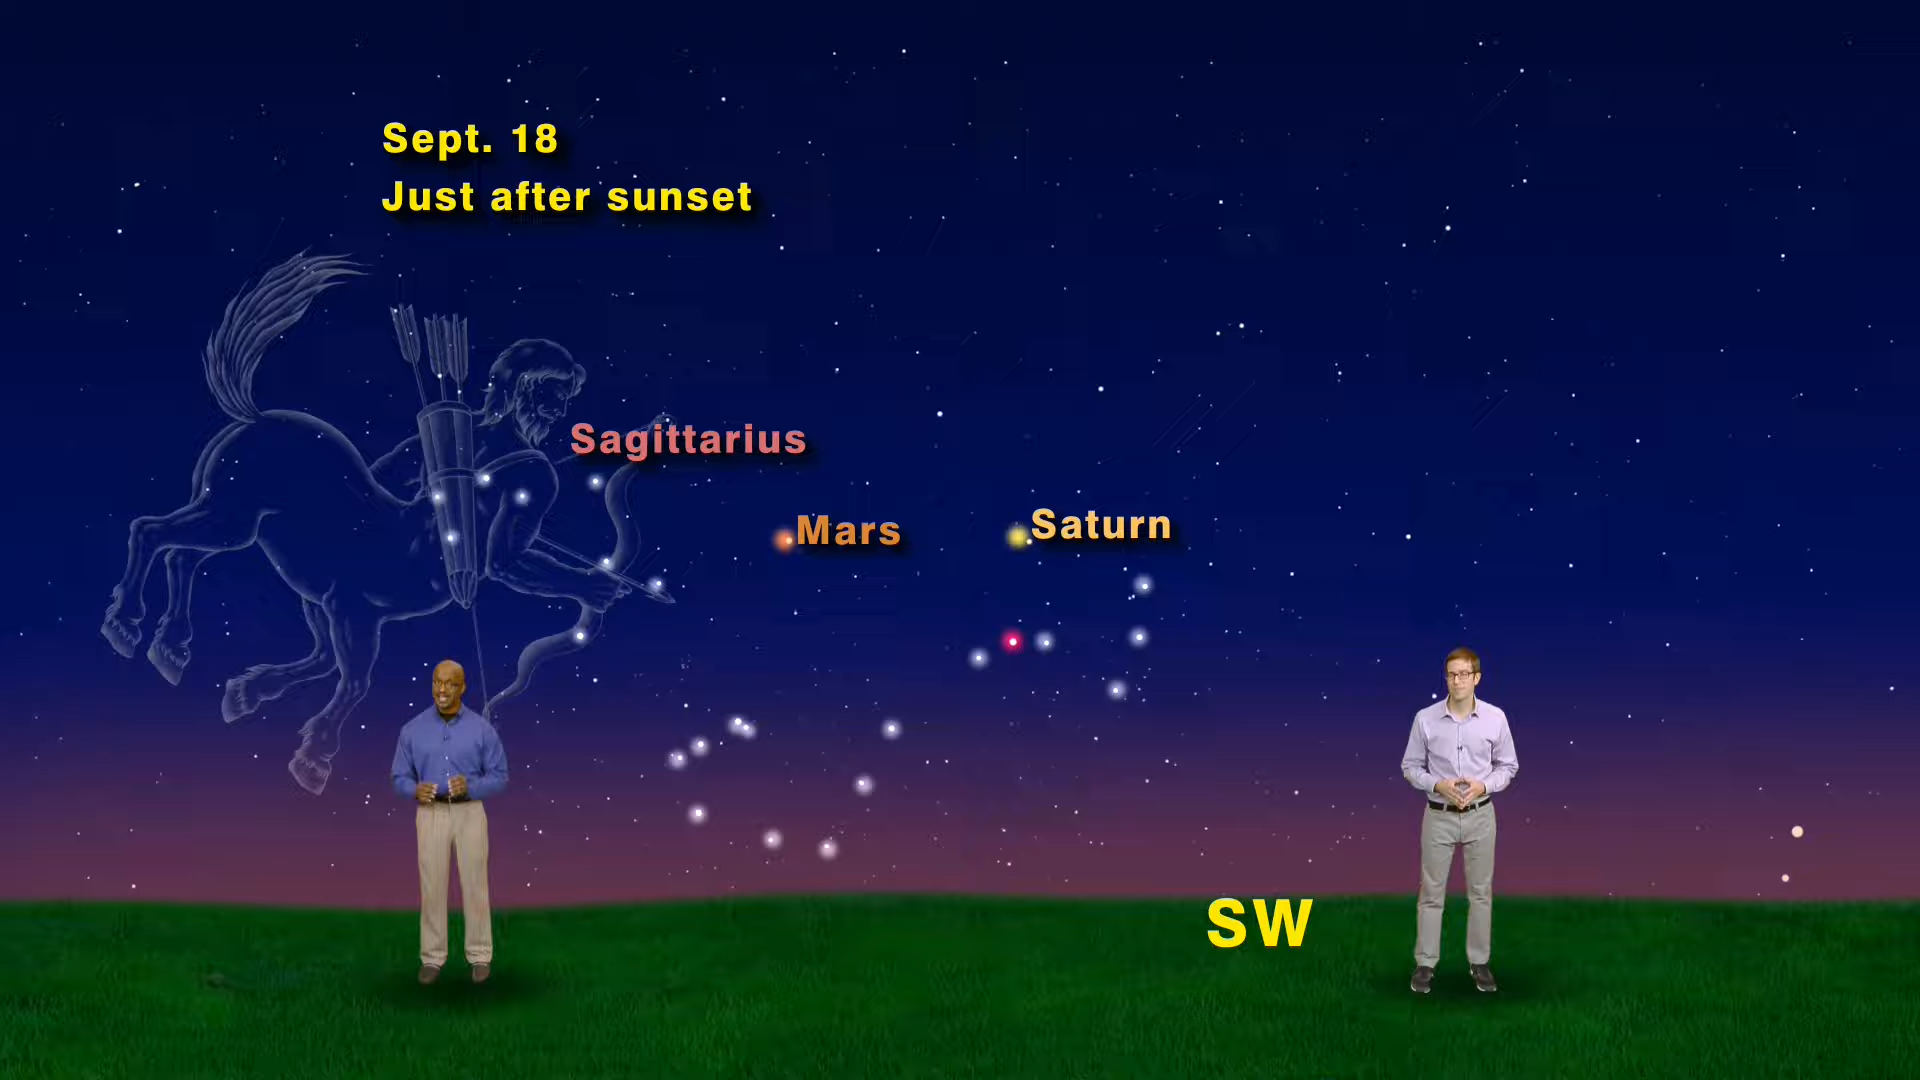 Sept. 18
Just after sunset
Sagittarius
Mars
Saturn
SW